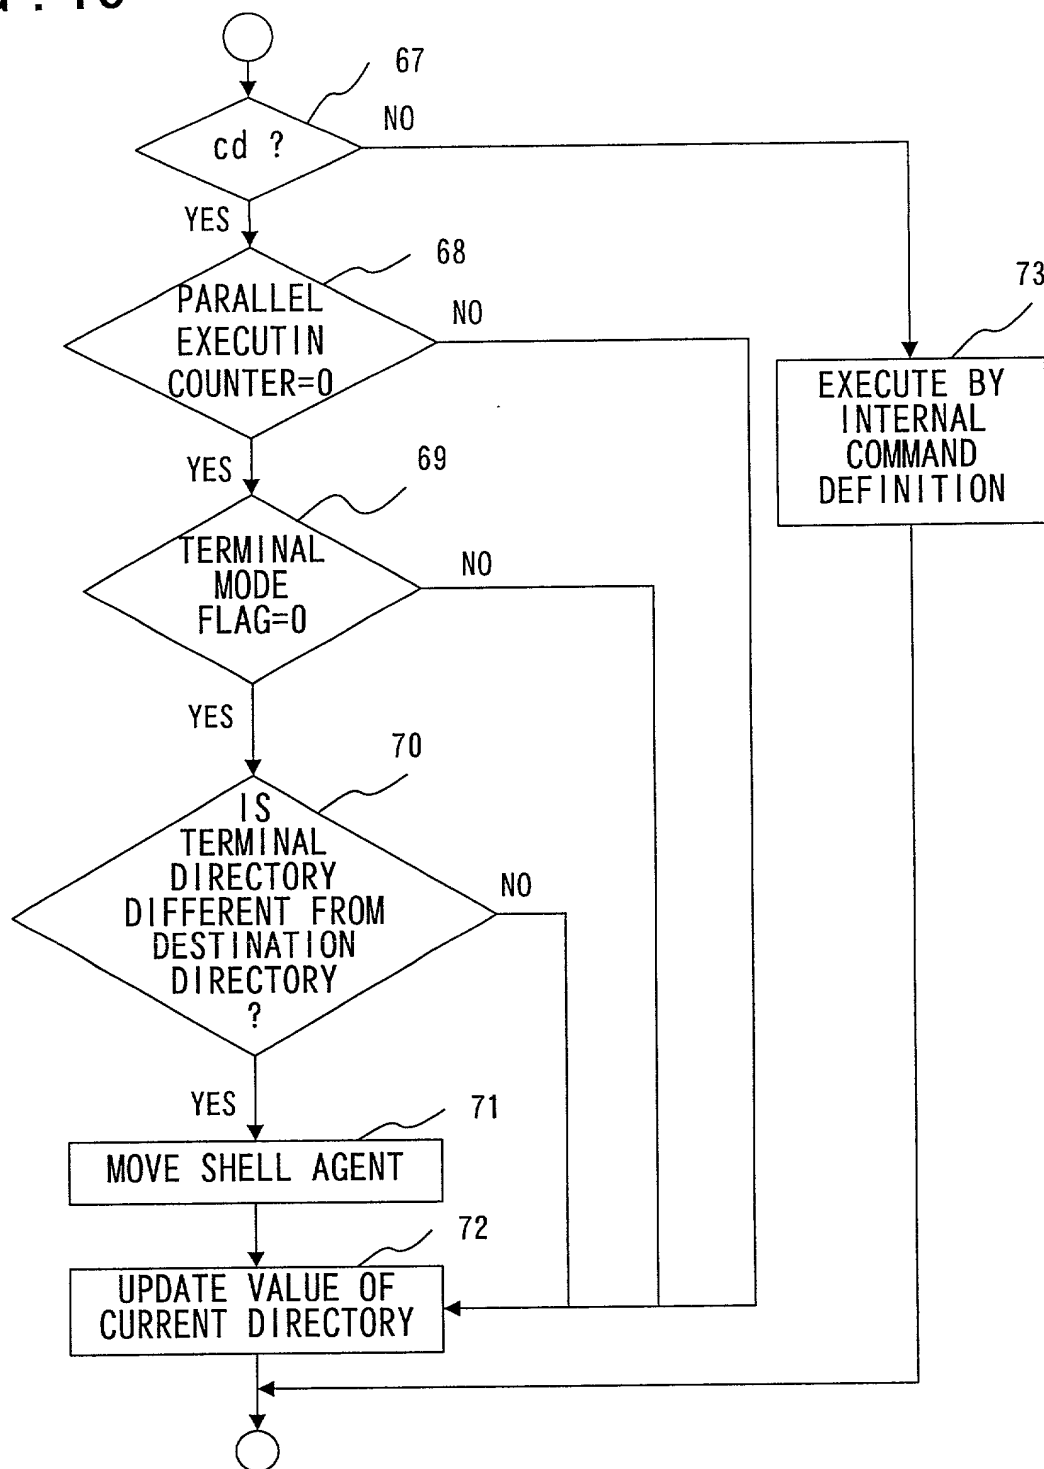 67
cd ?
NO
YES
68
PARALLEL
EXECUTIN
COUNTER=0
NO
73
EXECUTE BY
INTERNAL
COMMAND
DEFINITION
YES
69
TERMINAL
MODE
FLAG=0
NO
YES
70
IS
TERMINAL
DIRECTORY
DIFFERENT FROM
DESTINATION
DIRECTORY
?
NO
YES
71
MOVE SHELL AGENT
72
UPDATE VALUE OF
CURRENT DIRECTORY